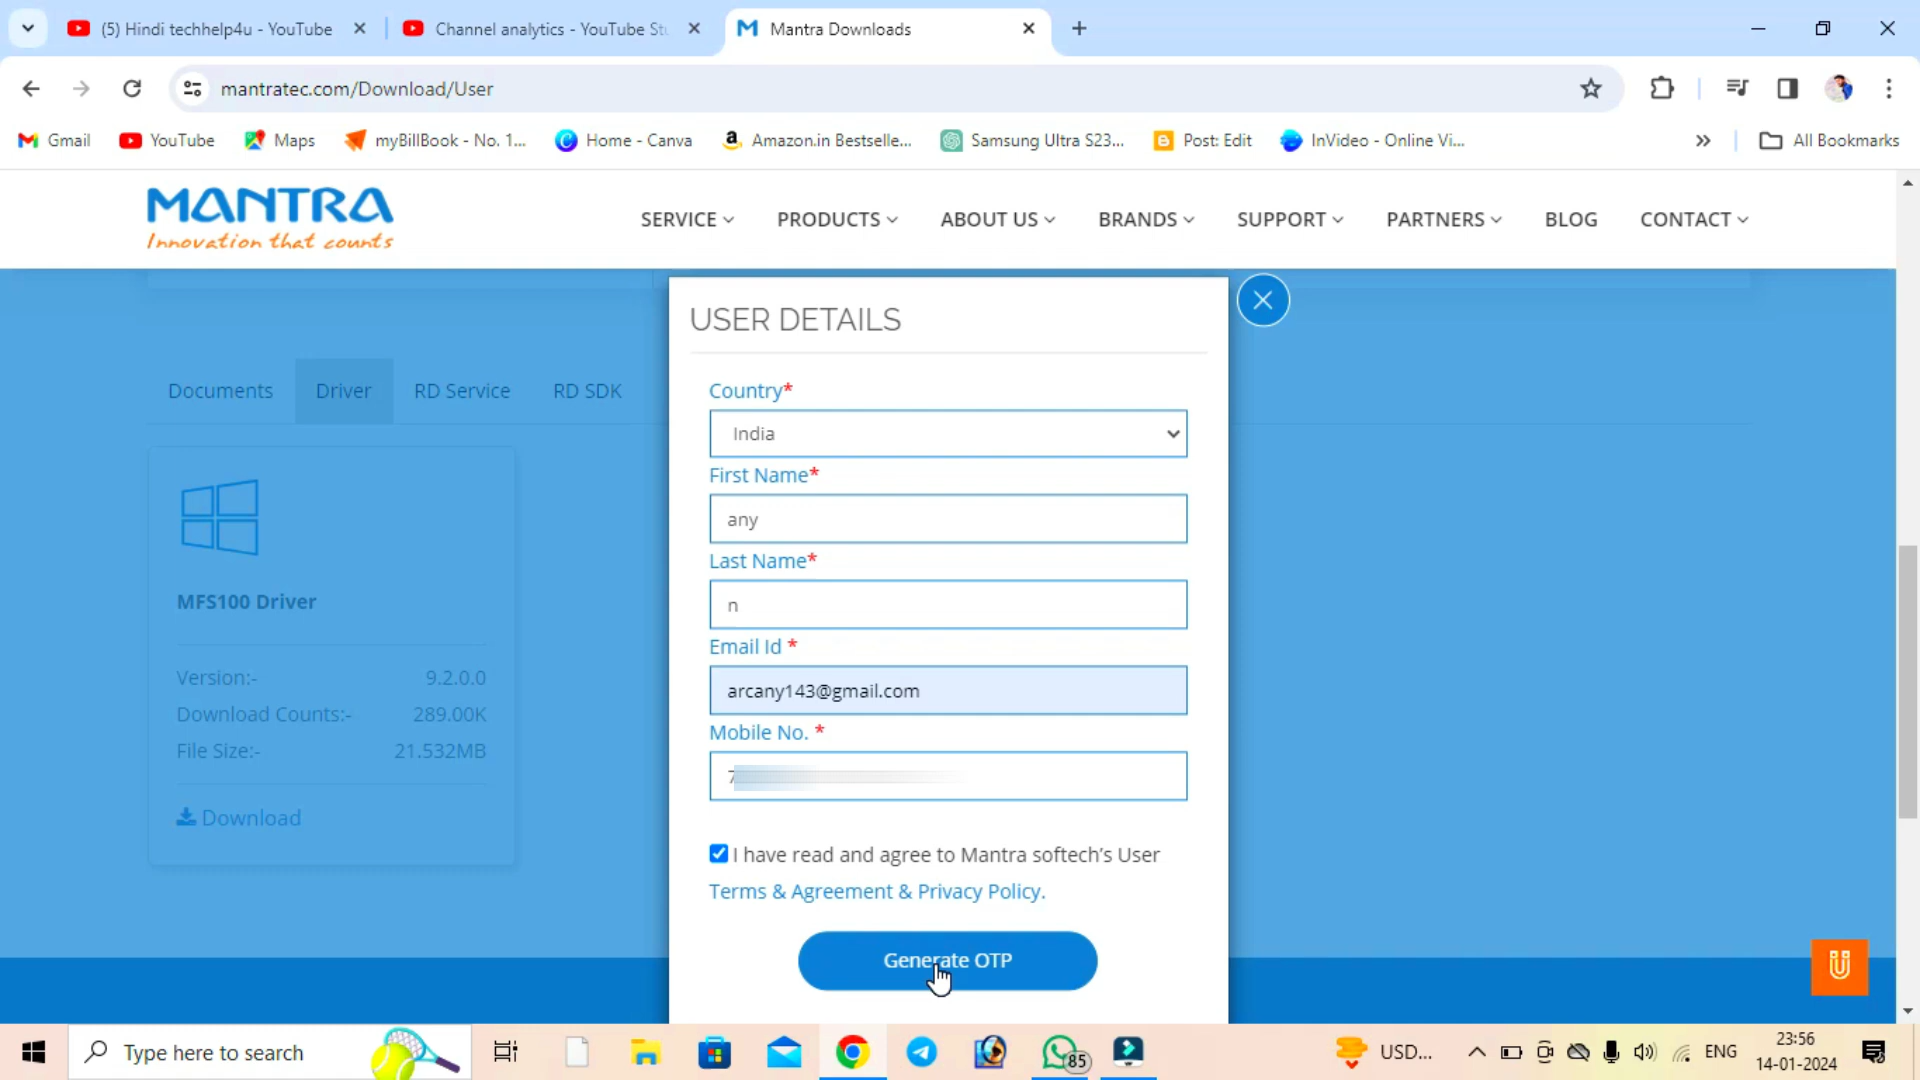 (5) Hindi techhelp4u - YouTube
Channel analytics - YouTube Stu
Mantra Downloads
mantratec.com/Download/User
Gmail
YouTube
Maps
myBillBook - No. 1...
Home - Canva
Amazon.in Bestselle...
Samsung Ultra S23...
Post: Edit
InVideo - Online Vi...
All Bookmarks
MANTRA
Innovation that counts
SERVICE
PRODUCTS
ABOUT US
BRANDS
SUPPORT
PARTNERS
BLOG
CONTACT
USER DETAILS
Documents
Driver
RD Service
RD SDK
Country*
India
First Name*
any
Last Name*
n
Email Id *
arcany143@gmail.com
Mobile No. *
7
I have read and agree to Mantra softech's User
Terms & Agreement & Privacy Policy.
Generate OTP
MFS100 Driver
Version:- 9.2.0.0
Download Counts:- 289.00K
File Size:- 21.532MB
Download
Type here to search
85
USD...
ENG
23:56
14-01-2024